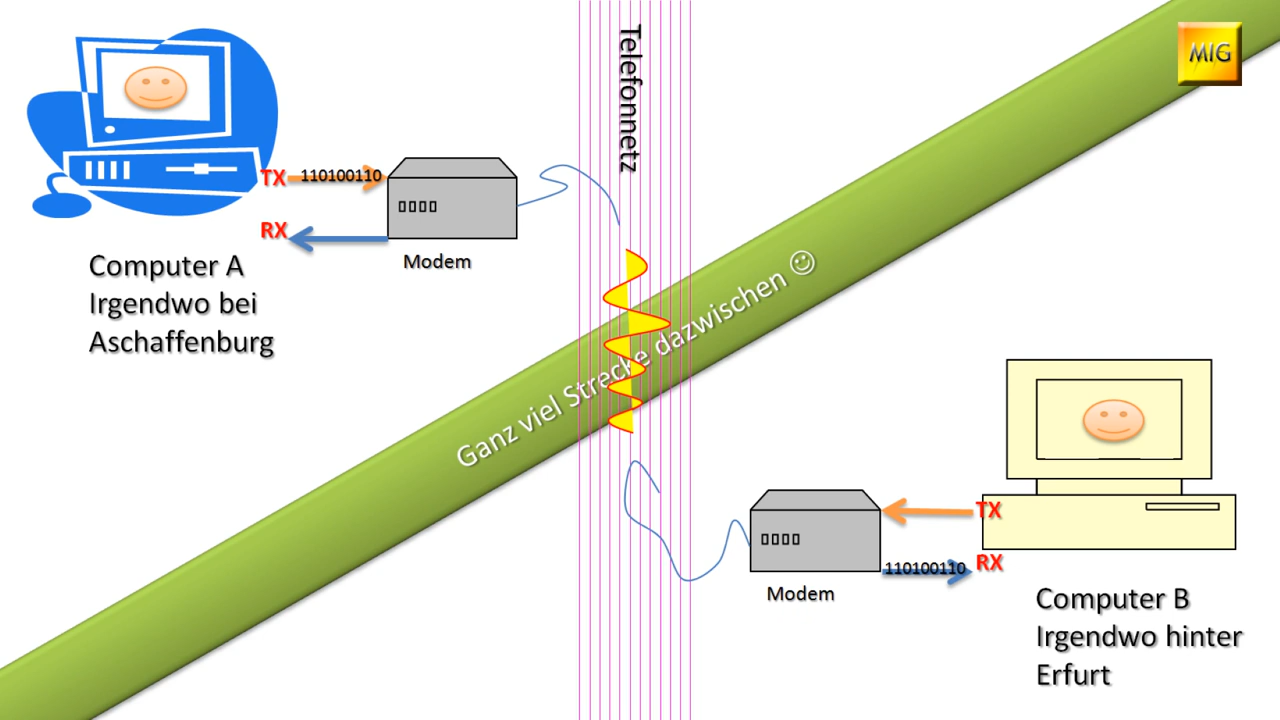 Telefonnetz
MIG
TX
110100110
RX
Modem
Computer A
Irgendwo bei
Aschaffenburg
Ganz viel Strecke dazwischen ☺
TX
110100110
RX
Modem
Computer B
Irgendwo hinter
Erfurt